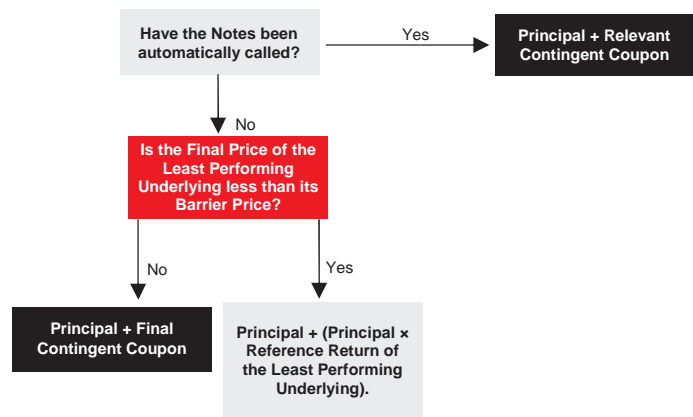 Have the Notes been
automatically called?
Yes
Principal + Relevant
Contingent Coupon
No
Is the Final Price of the
Least Performing
Underlying less than its
Barrier Price?
No
Yes
Principal + Final
Contingent Coupon
Principal + (Principal ×
Reference Return of
the Least Performing
Underlying).